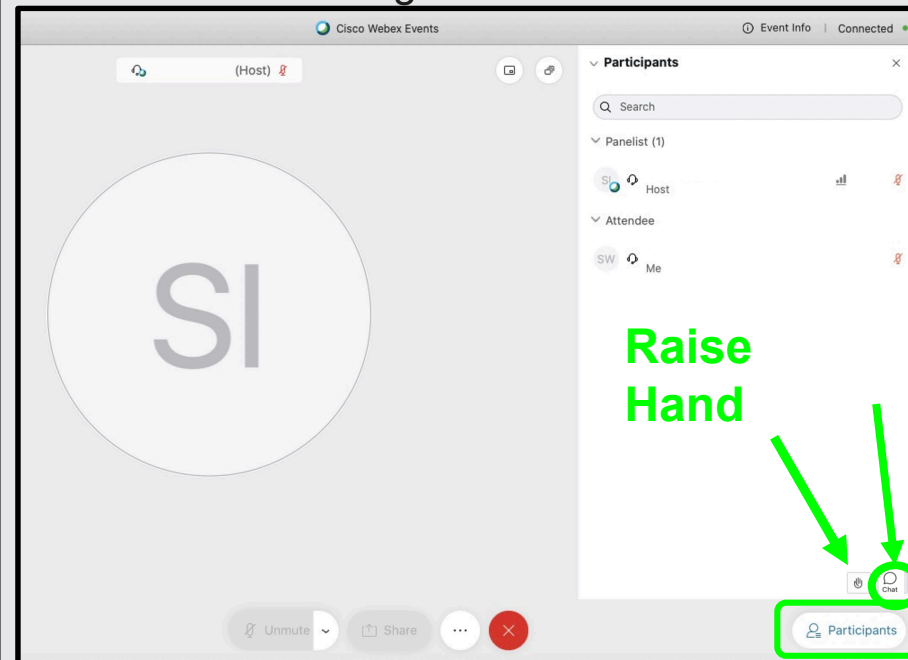 Cisco Webex Events
Event Info | Connected
(Host)
Participants
Search
Panelist (1)
SI
Host
Attendee
SW
Me
SI
Raise
Hand
Chat
Unmute
Share
Participants